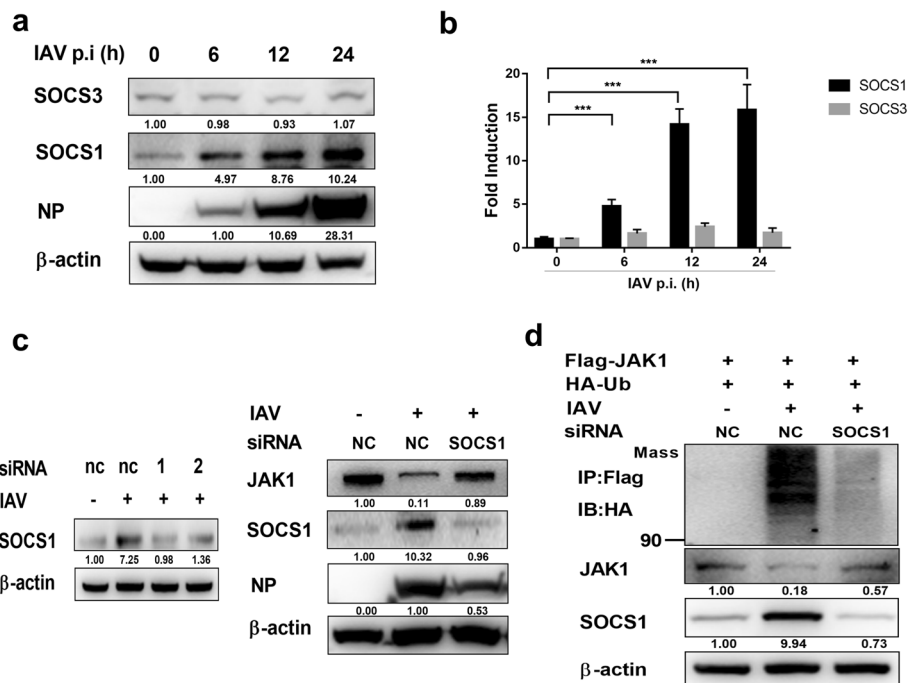 a
IAV p.i (h) 0 6 12 24
SOCS3
1.00 0.98 0.93 1.07
SOCS1
1.00 4.97 8.76 10.24
NP
0.00 1.00 10.69 28.31
β-actin
b
Fold Induction
20
15
10
5
0
*** 
***
***
0 6 12 24
IAV p.i. (h)
SOCS1
SOCS3
c
siRNA nc nc 1 2
IAV - + + +
SOCS1
1.00 7.25 0.98 1.36
β-actin
IAV - + +
siRNA NC NC SOCS1
JAK1
1.00 0.11 0.89
SOCS1
1.00 10.32 0.96
NP
0.00 1.00 0.53
β-actin
d
Flag-JAK1 + + +
HA-Ub + + +
IAV - + +
siRNA NC NC SOCS1
Mass
IP:Flag
IB:HA
90
JAK1
1.00 0.18 0.57
SOCS1
1.00 9.94 0.73
β-actin